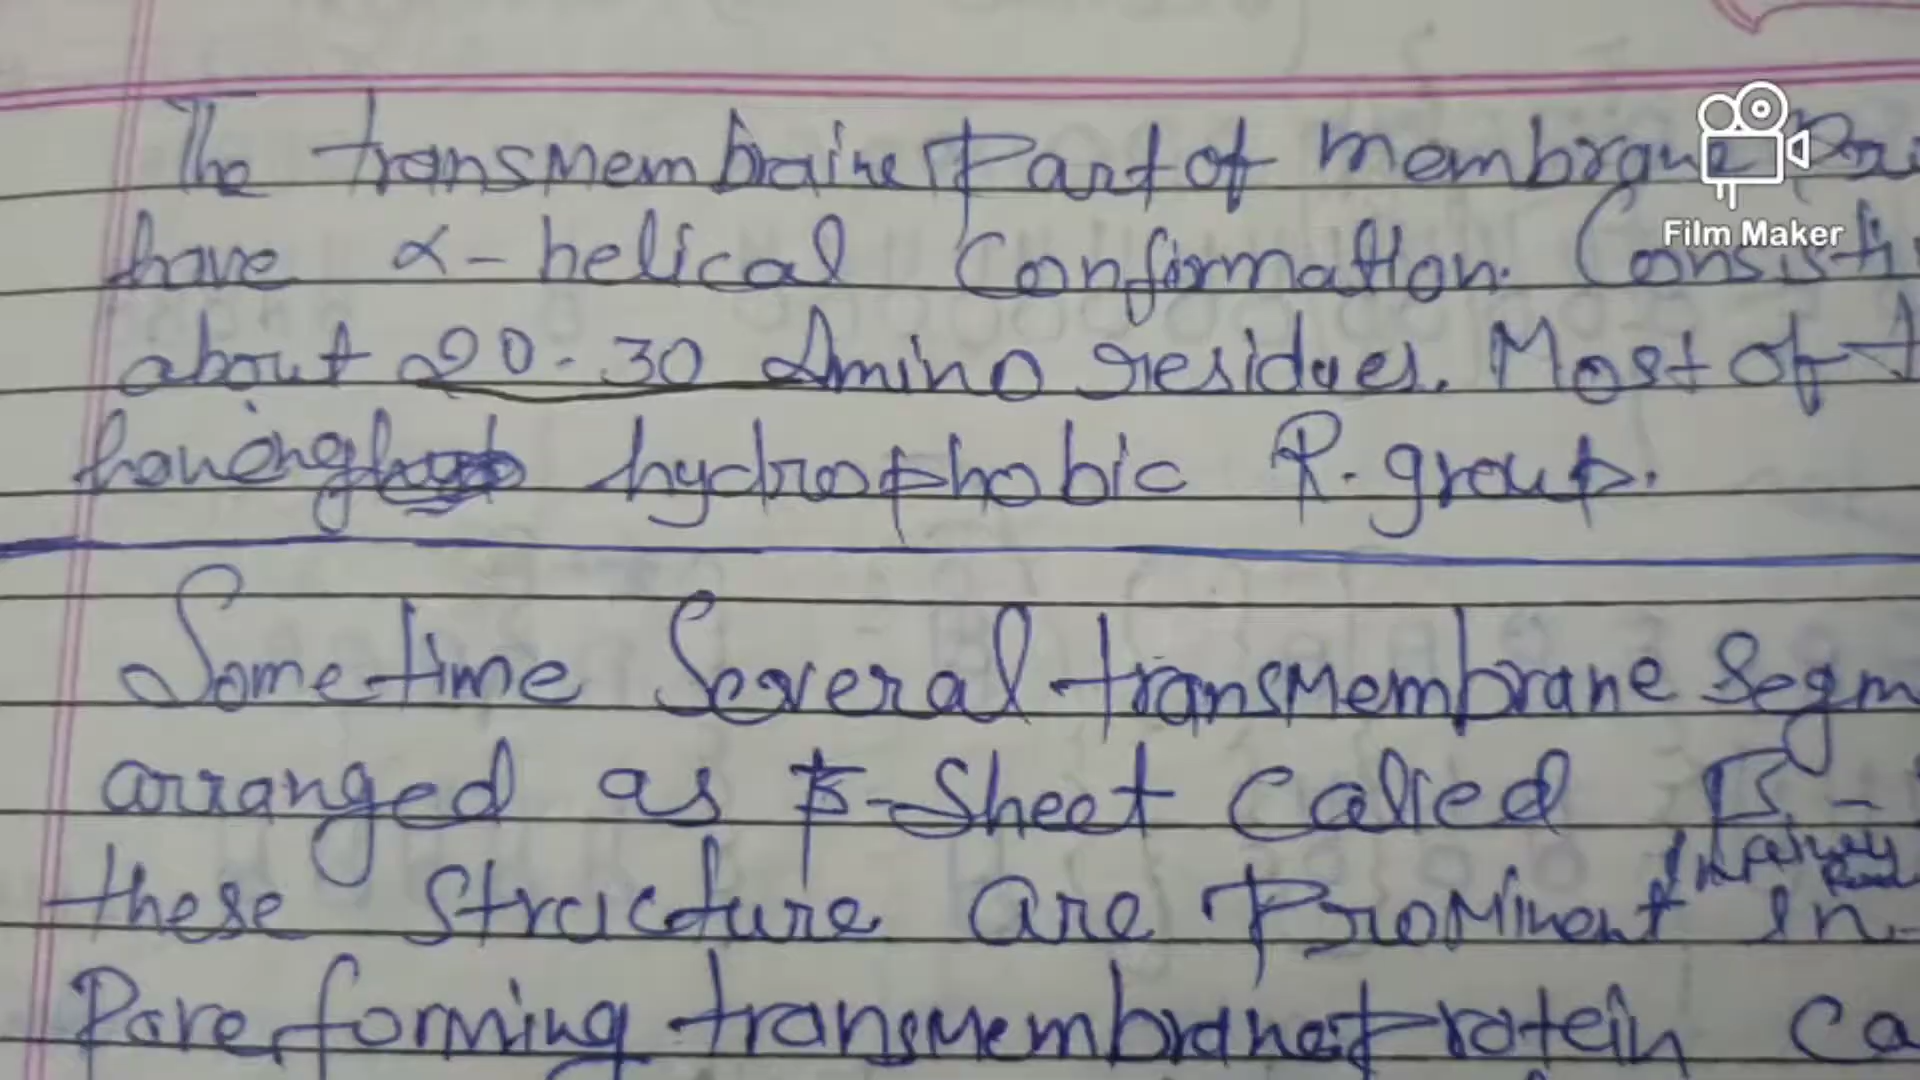 The transmembraine Part of membrane
Film Maker
have α-helical Confirmation. Consisti
about 20-30 Amino residues. Most of t
having hydrophobic R-group.
Sometime Several transmembrane Segm
arranged as β-Sheet Called β-
these Structure are Prominent in
Pore forming transmembrane Protein Ca